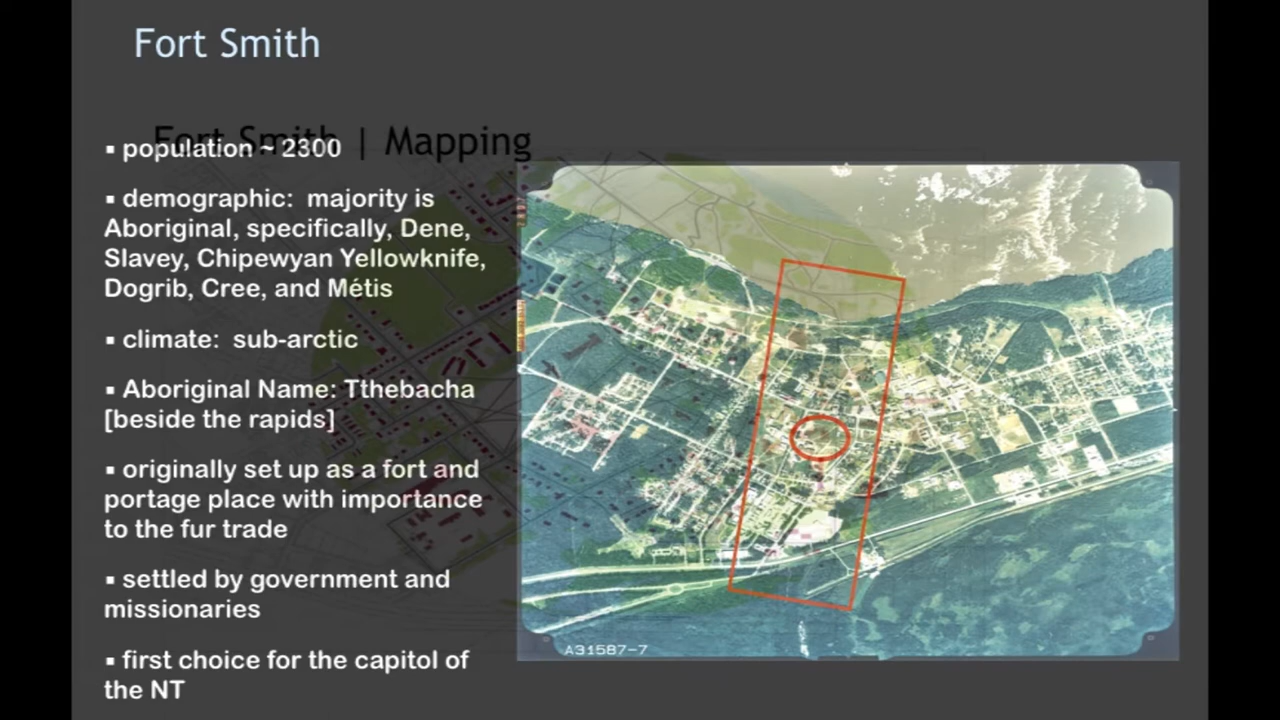 Fort Smith
Fort Smith | Mapping
▪ population ~ 2300
▪ demographic:  majority is
Aboriginal, specifically, Dene,
Slavey, Chipewyan Yellowknife,
Dogrib, Cree, and Métis
▪ climate:  sub-arctic
▪ Aboriginal Name: Tthebacha
[beside the rapids]
▪ originally set up as a fort and
portage place with importance
to the fur trade
▪ settled by government and
missionaries
▪ first choice for the capitol of
the NT
A31587-7